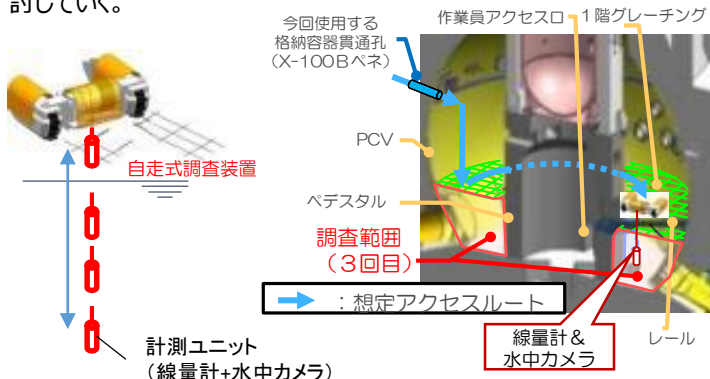 討していく。
今回使用する
格納容器貫通孔
(X-100Bペネ)
作業員アクセス口
1階グレーチング
PCV
自走式調査装置
ペデスタル
調査範囲
(3回目)
:想定アクセスルート
線量計&
水中カメラ
レール
計測ユニット
(線量計+水中カメラ)